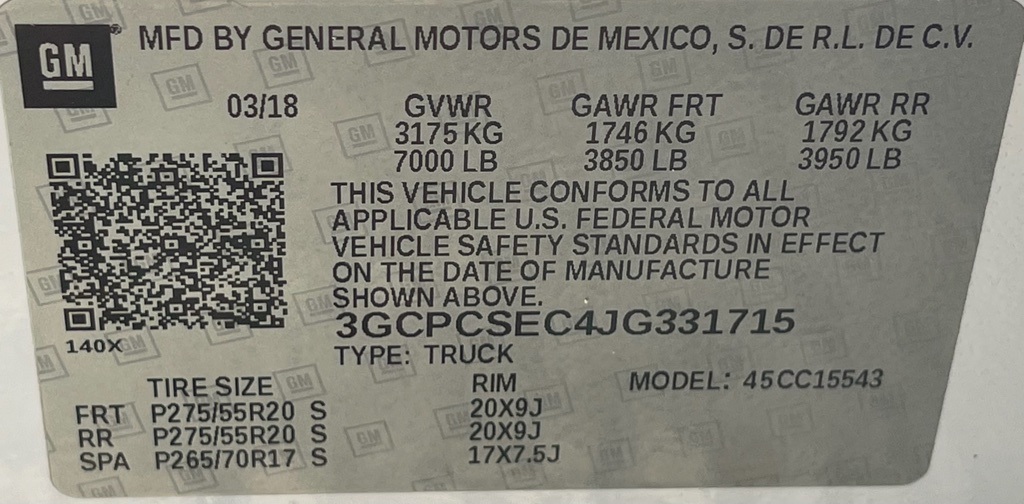 GM MFD BY GENERAL MOTORS DE MEXICO, S. DE R.L. DE C.V.
03/18 GVWR GAWR FRT GAWR RR
3175 KG 1746 KG 1792 KG
7000 LB 3850 LB 3950 LB
THIS VEHICLE CONFORMS TO ALL
APPLICABLE U.S. FEDERAL MOTOR
VEHICLE SAFETY STANDARDS IN EFFECT
ON THE DATE OF MANUFACTURE
SHOWN ABOVE.
3GCPCSEC4JG331715
140X
TYPE: TRUCK
TIRE SIZE RIM MODEL: 45CC15543
FRT P275/55R20 S 20X9J
RR P275/55R20 S 20X9J
SPA P265/70R17 S 17X7.5J